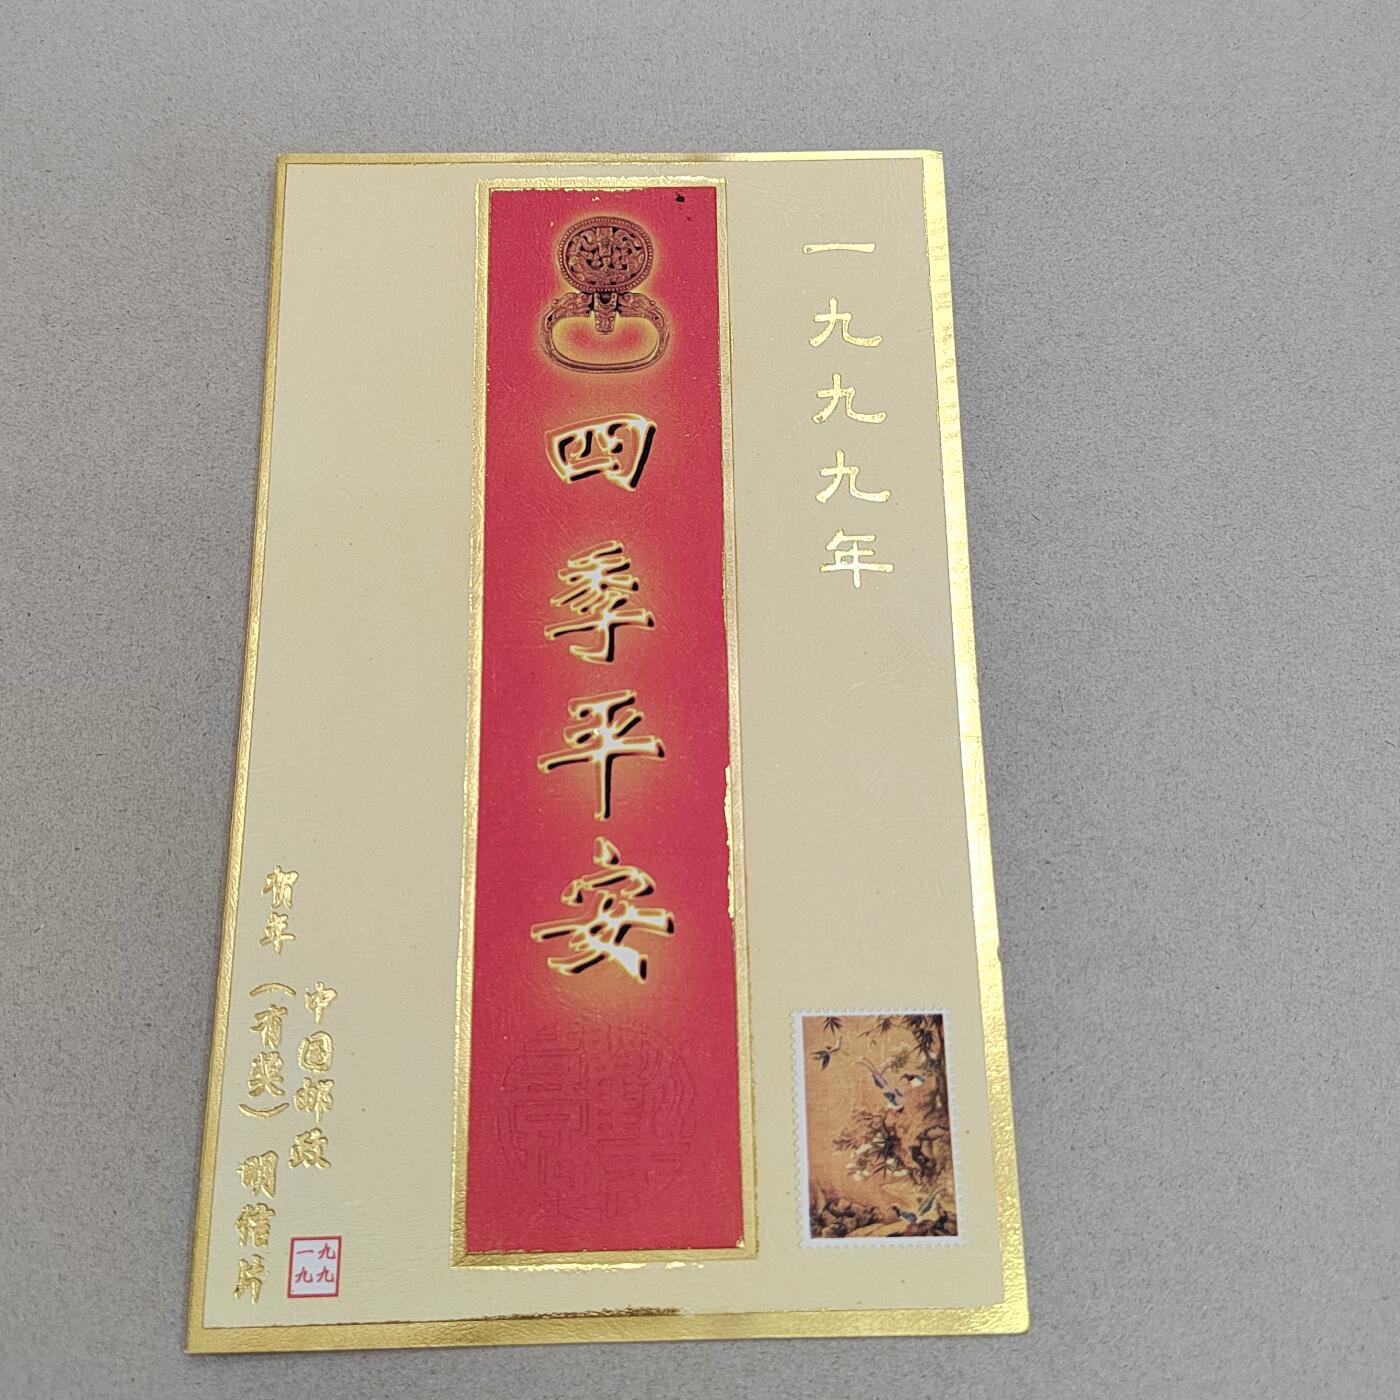 一九九九年
四季平安
中国邮政
贺年(有奖)明信片
一九
九九